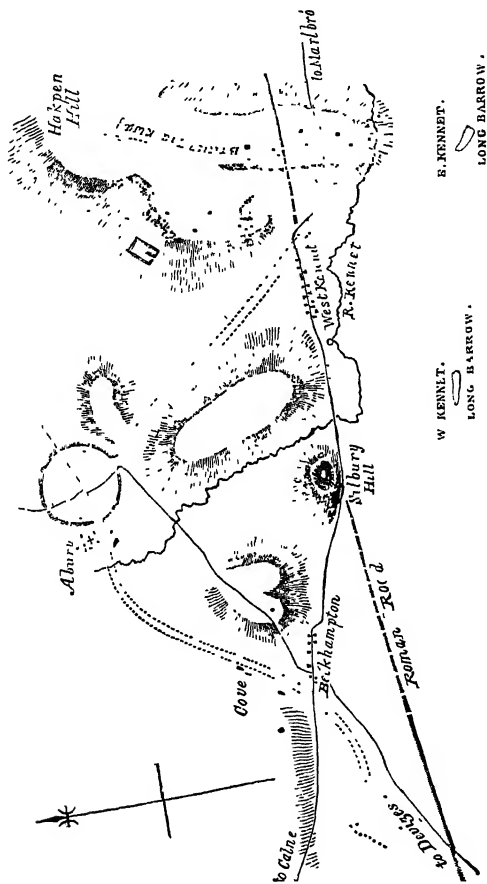 Hakpen
Hill
to Marlbro'
Abury
West Kennet
R. Kennet
Silbury
Hill
Cove
Beckhampton
Roman Road
to Calne
to Devizes
W KENNET.
LONG BARROW.
E. KENNET.
LONG BARROW.